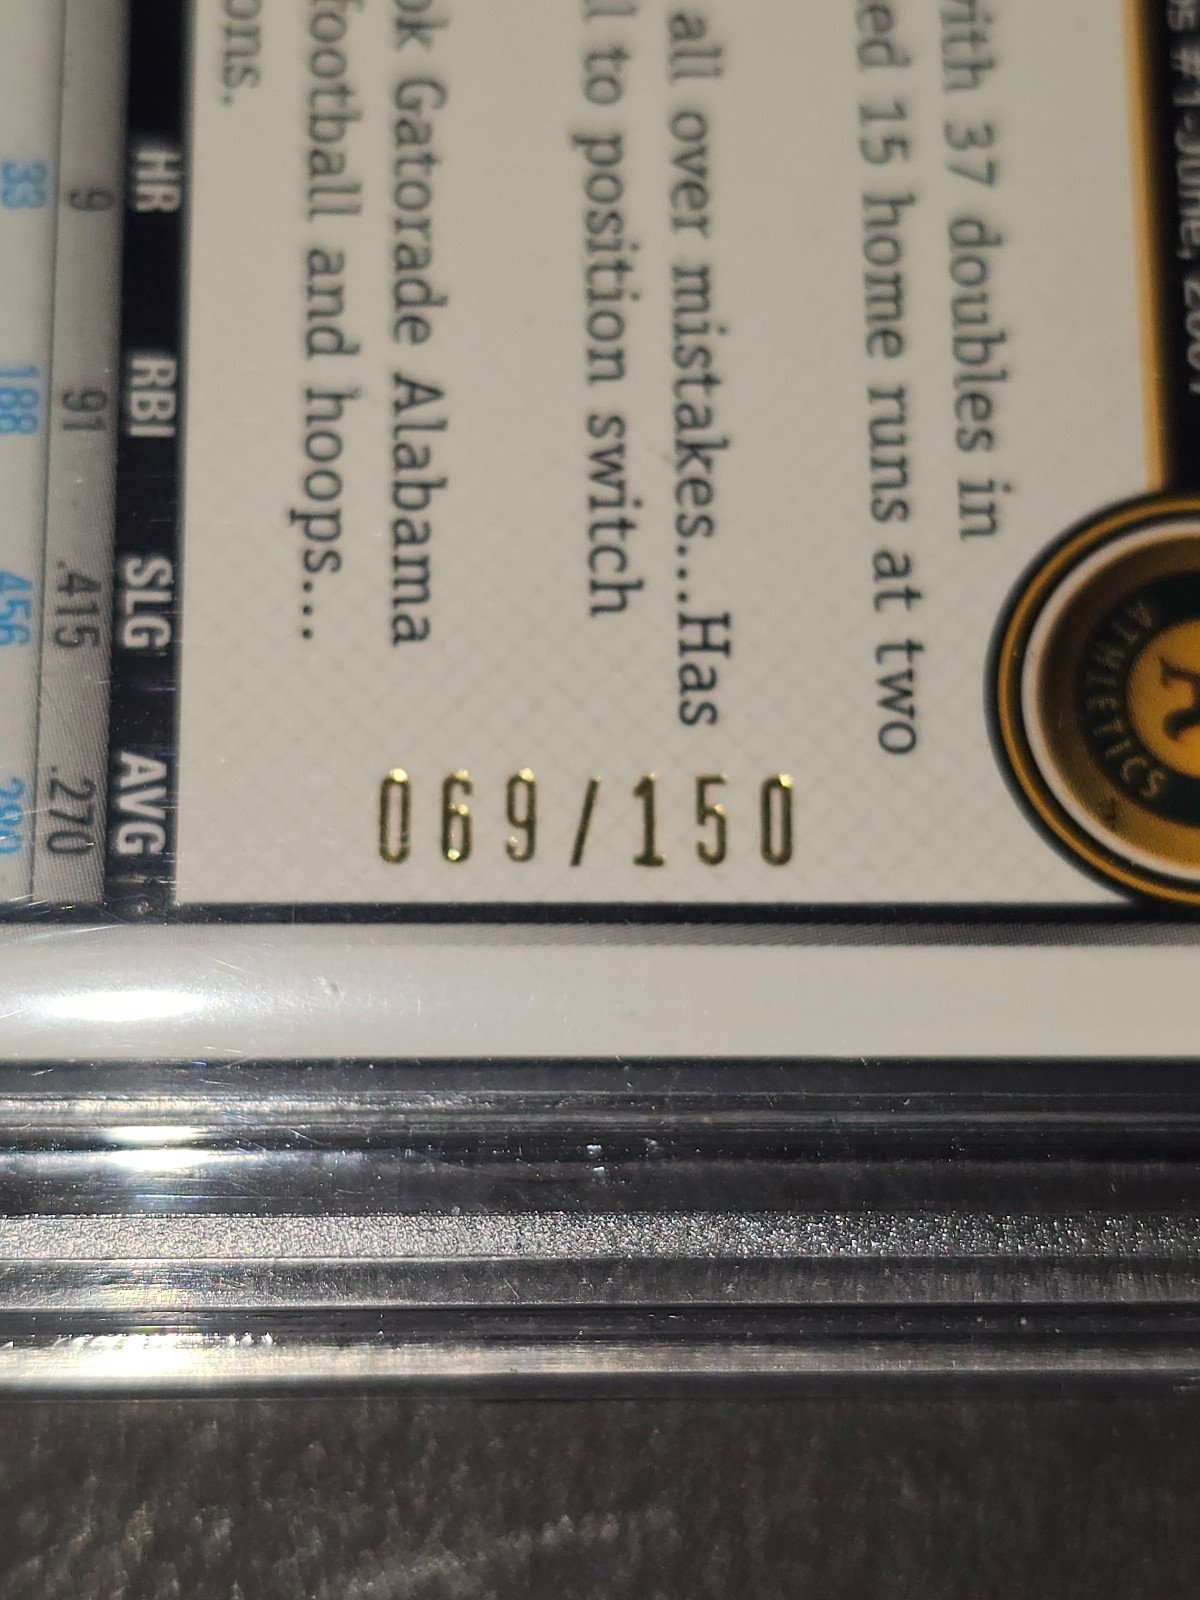 #1-June,
ATHLETICS
with 37 doubles in
ed 15 home runs at two
all over mistakes...Has
l to position switch
ok Gatorade Alabama
football and hoops...
ons.
069/150
HR RBI SLG AVG
9 91 .415 .270
33 188 456